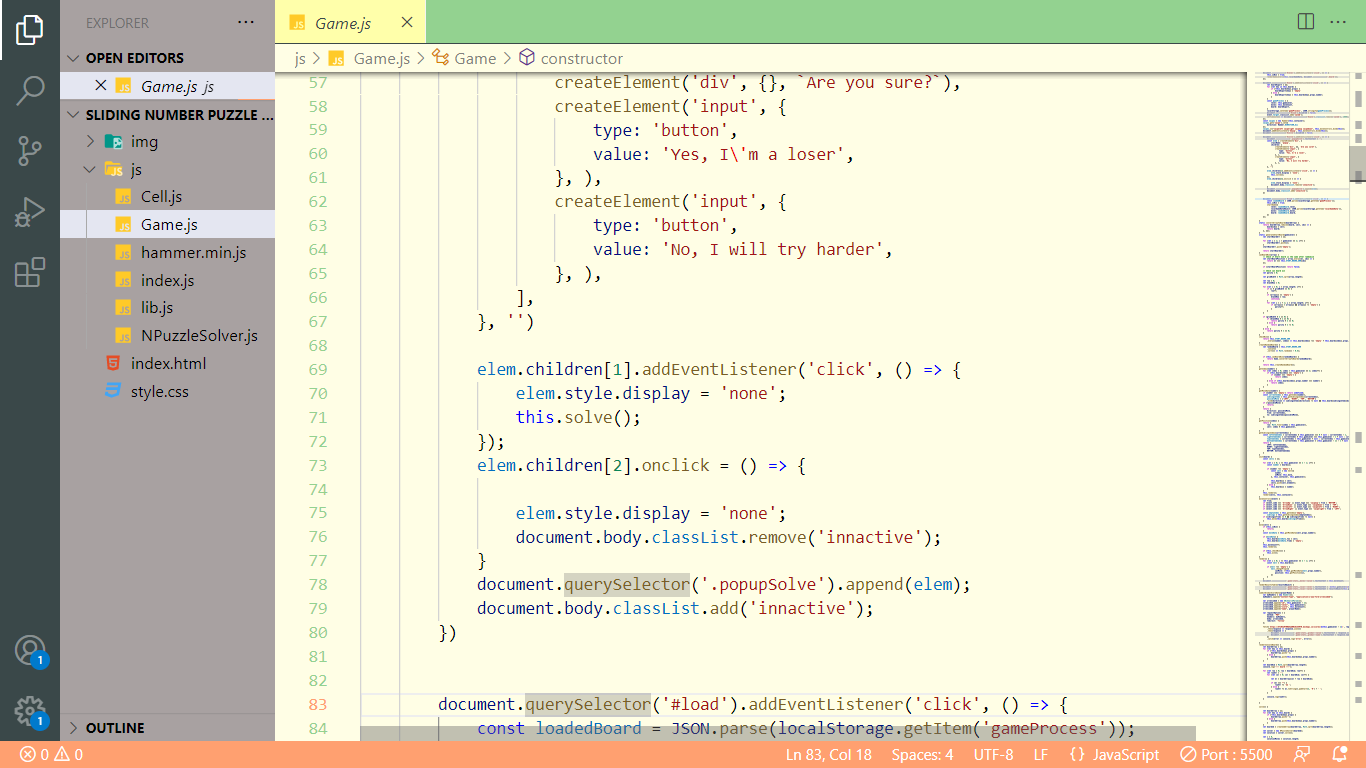 EXPLORER
Game.js
OPEN EDITORS
Game.js js
SLIDING NUMBER PUZZLE ...
img
js
Cell.js
Game.js
hammer.min.js
index.js
lib.js
NPuzzleSolver.js
index.html
style.css
OUTLINE
1
1
js > Game.js > Game > constructor
57 createElement('div', {}, `Are you sure?`),
58 createElement('input', {
59 type: 'button',
60 value: 'Yes, I\'m a loser',
61 }, ),
62 createElement('input', {
63 type: 'button',
64 value: 'No, I will try harder',
65 }, ),
66 ],
67 }, '')
68
69 elem.children[1].addEventListener('click', () => {
70 elem.style.display = 'none';
71 this.solve();
72 });
73 elem.children[2].onclick = () => {
74
75 elem.style.display = 'none';
76 document.body.classList.remove('innactive');
77 }
78 document.querySelector('.popupSolve').append(elem);
79 document.body.classList.add('innactive');
80 })
81
82
83 document.querySelector('#load').addEventListener('click', () => {
84 const loadedBoard = JSON.parse(localStorage.getItem('gameProcess'));
0 0 Ln 83, Col 18 Spaces: 4 UTF-8 LF {} JavaScript Port : 5500